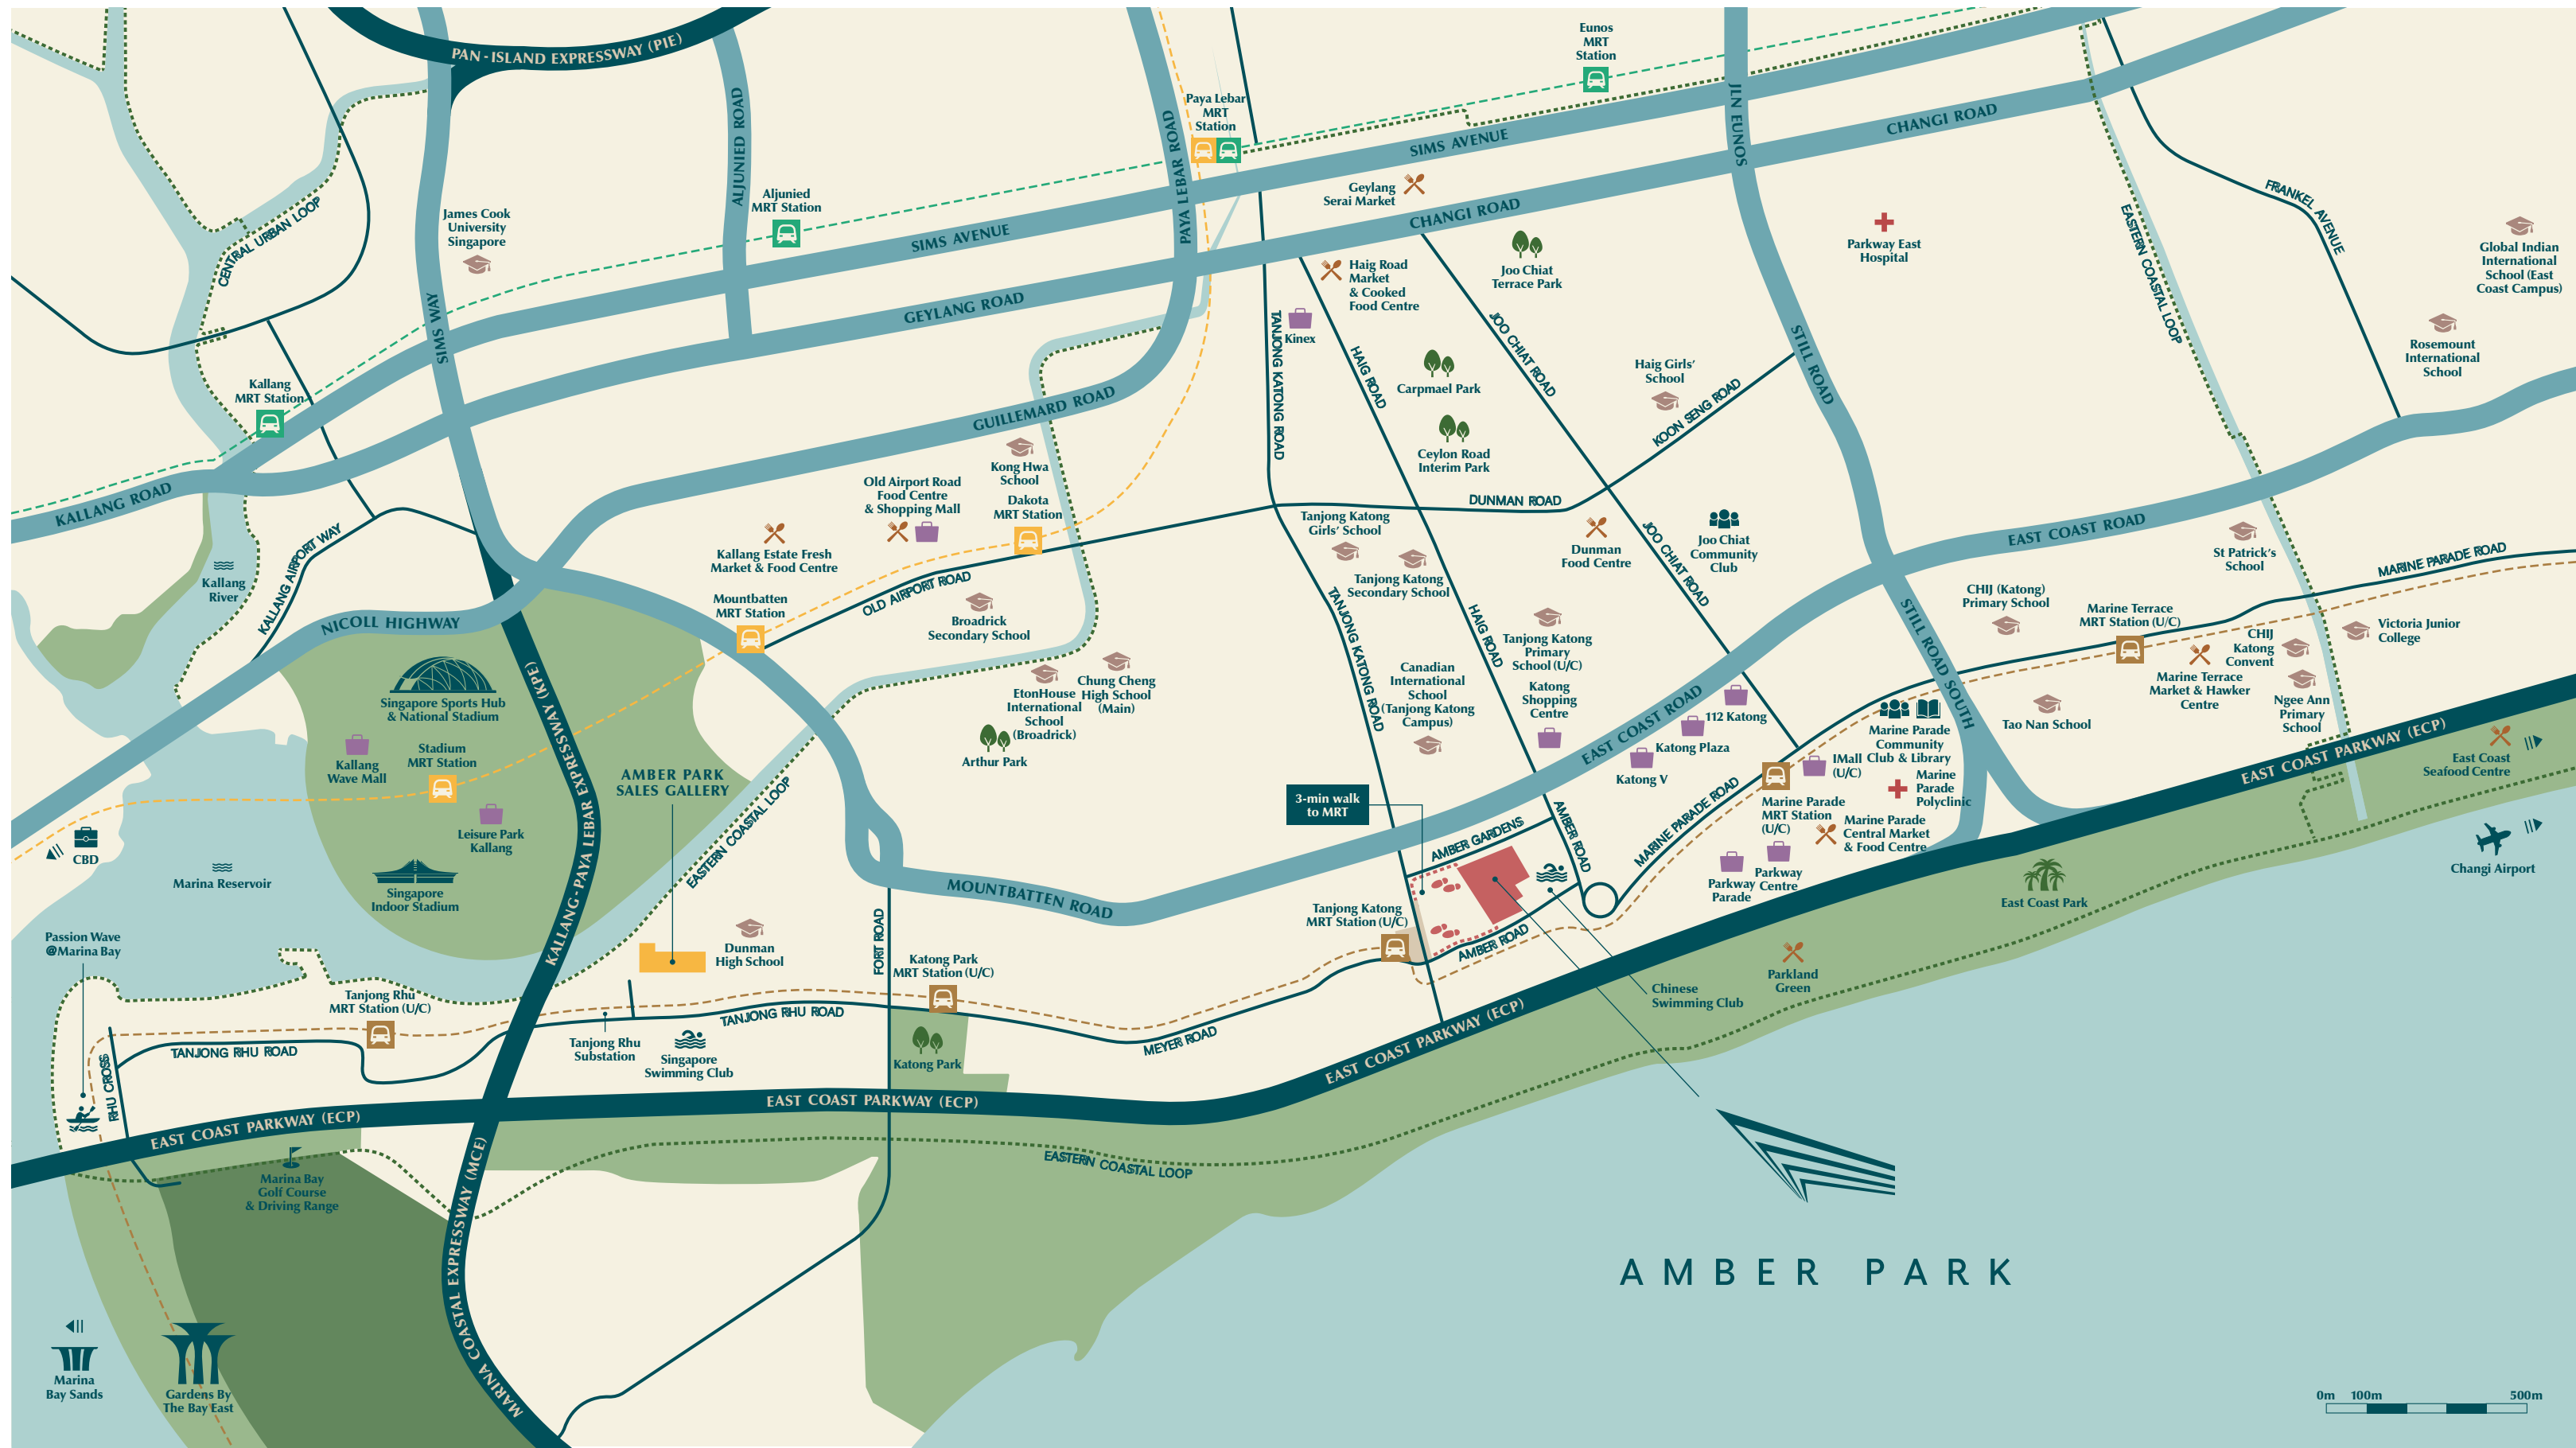 PAN-ISLAND EXPRESSWAY (PIE)
Eunos
MRT
Station
Paya Lebar
MRT
Station
ALJUNIED ROAD
PAYA LEBAR ROAD
JLN EUNOS
SIMS AVENUE
CHANGI ROAD
Geylang
Serai Market
CHANGI ROAD
Aljunied
MRT Station
SIMS AVENUE
James Cook
University
Singapore
CENTRAL URBAN LOOP
SIMS WAY
GEYLANG ROAD
Joo Chiat
Terrace Park
Parkway East
Hospital
FRANKEL AVENUE
EASTERN COASTAL LOOP
Global Indian
International
School (East
Coast Campus)
Haig Road
Market
& Cooked
Food Centre
Kinex
TANJONG KATONG ROAD
HAIG ROAD
JOO CHIAT ROAD
STILL ROAD
Rosemount
International
School
Haig Girls'
School
Carpmael Park
KOON SENG ROAD
Kallang
MRT Station
GUILLEMARD ROAD
Ceylon Road
Interim Park
Kong Hwa
School
KALLANG ROAD
Old Airport Road
Food Centre
& Shopping Mall
Dakota
MRT Station
DUNMAN ROAD
Tanjong Katong
Girls' School
Kallang Estate Fresh
Market & Food Centre
Dunman
Food Centre
Joo Chiat
Community
Club
JOO CHIAT ROAD
EAST COAST ROAD
St Patrick's
School
MARINE PARADE ROAD
KALLANG AIRPORT WAY
Kallang
River
OLD AIRPORT ROAD
Tanjong Katong
Secondary School
Mountbatten
MRT Station
Broadrick
Secondary School
NICOLL HIGHWAY
TANJONG KATONG ROAD
HAIG ROAD
Tanjong Katong
Primary
School (U/C)
STILL ROAD SOUTH
CHIJ (Katong)
Primary School
Marine Terrace
MRT Station (U/C)
CHIJ
Katong
Convent
Victoria Junior
College
Marine Terrace
Market & Hawker
Centre
Ngee Ann
Primary
School
Tao Nan School
Singapore Sports Hub
& National Stadium
KALLANG-PAYA LEBAR EXPRESSWAY (KPE)
EtonHouse
International
School
(Broadrick)
Chung Cheng
High School
(Main)
Arthur Park
Canadian
International
School
(Tanjong Katong
Campus)
Katong
Shopping
Centre
EAST COAST ROAD
112 Katong
Katong Plaza
Katong V
Marine Parade
Community
Club & Library
IMall
(U/C)
Marine
Parade
Polyclinic
EAST COAST PARKWAY (ECP)
East Coast
Seafood Centre
Kallang
Wave Mall
Stadium
MRT Station
Leisure Park
Kallang
AMBER PARK
SALES GALLERY
EASTERN COASTAL LOOP
3-min walk
to MRT
AMBER GARDENS
AMBER ROAD
MARINE PARADE ROAD
Marine Parade
MRT Station
(U/C)
Marine Parade
Central Market
& Food Centre
Parkway
Parade
Parkway
Centre
Changi Airport
CBD
Marina Reservoir
Singapore
Indoor Stadium
MOUNTBATTEN ROAD
East Coast Park
Passion Wave
@Marina Bay
KALLANG-PAYA LEBAR EXPRESSWAY (KPE)
Dunman
High School
FORT ROAD
Katong Park
MRT Station (U/C)
Tanjong Katong
MRT Station (U/C)
AMBER ROAD
Parkland
Green
Chinese
Swimming Club
Tanjong Rhu
MRT Station (U/C)
TANJONG RHU ROAD
TANJONG RHU ROAD
Tanjong Rhu
Substation
Singapore
Swimming Club
Katong Park
MEYER ROAD
EAST COAST PARKWAY (ECP)
RHU CROSS
EAST COAST PARKWAY (ECP)
EAST COAST PARKWAY (ECP)
EASTERN COASTAL LOOP
Marina Bay
Golf Course
& Driving Range
MARINA COASTAL EXPRESSWAY (MCE)
AMBER PARK
Marina
Bay Sands
Gardens By
The Bay East
0m 100m 500m